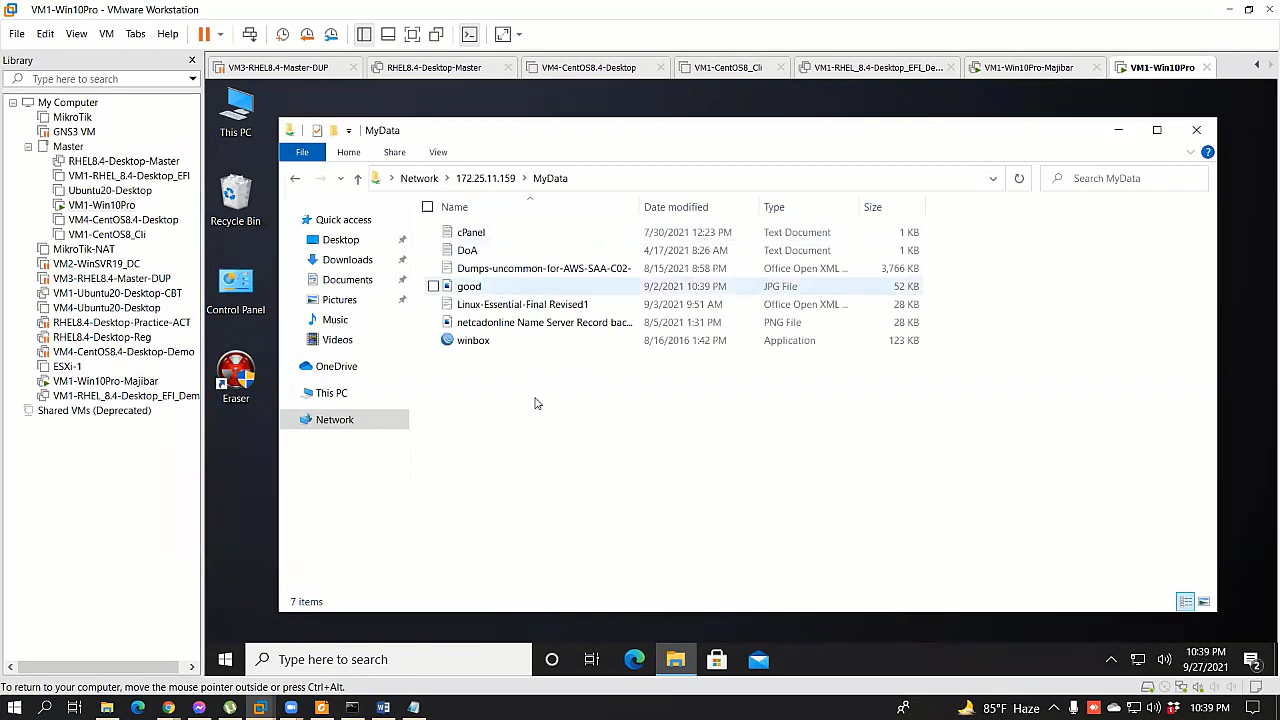 VM1-Win10Pro - VMware Workstation
File Edit View VM Tabs Help
Library
Type here to search
My Computer
MikroTik
GNS3 VM
Master
RHEL8.4-Desktop-Master
VM1-RHEL_8.4-Desktop_EFI
Ubuntu20-Desktop
VM1-Win10Pro
VM4-CentOS8.4-Desktop
VM1-CentOS8_Cli
MikroTik-NAT
VM2-WinSVR19_DC
VM3-RHEL8.4-Master-DUP
VM1-Ubuntu20-Desktop-CBT
VM4-Ubuntu20-Desktop
RHEL8.4-Desktop-Practice-ACT
RHEL8.4-Desktop-Reg
VM4-CentOS8.4-Desktop-Demo
ESXi-1
VM1-Win10Pro-Majibar
VM1-RHEL_8.4-Desktop_EFI_Dem
Shared VMs (Deprecated)
VM3-RHEL8.4-Master-DUP
RHEL8.4-Desktop-Master
VM4-CentOS8.4-Desktop
VM1-CentOS8_Cli
VM1-RHEL_8.4-Desktop_EFI_De...
VM1-Win10Pro-Majibar
VM1-Win10Pro
This PC
Recycle Bin
Control Panel
Eraser
MyData
File Home Share View
Network > 172.25.11.159 > MyData
Search MyData
Quick access
Desktop
Downloads
Documents
Pictures
Music
Videos
OneDrive
This PC
Network
Name Date modified Type Size
cPanel 7/30/2021 12:23 PM Text Document 1 KB
DoA 4/17/2021 8:26 AM Text Document 1 KB
Dumps-uncommon-for-AWS-SAA-C02- 8/15/2021 8:58 PM Office Open XML ... 3,766 KB
good 9/2/2021 10:39 PM JPG File 52 KB
Linux-Essential-Final Revised1 9/3/2021 9:51 AM Office Open XML ... 28 KB
netcadonline Name Server Record bac... 8/5/2021 1:31 PM PNG File 28 KB
winbox 8/16/2016 1:42 PM Application 123 KB
7 items
Type here to search
10:39 PM
9/27/2021
2
To return to your computer, move the mouse pointer outside or press Ctrl+Alt.
85°F Haze
10:39 PM